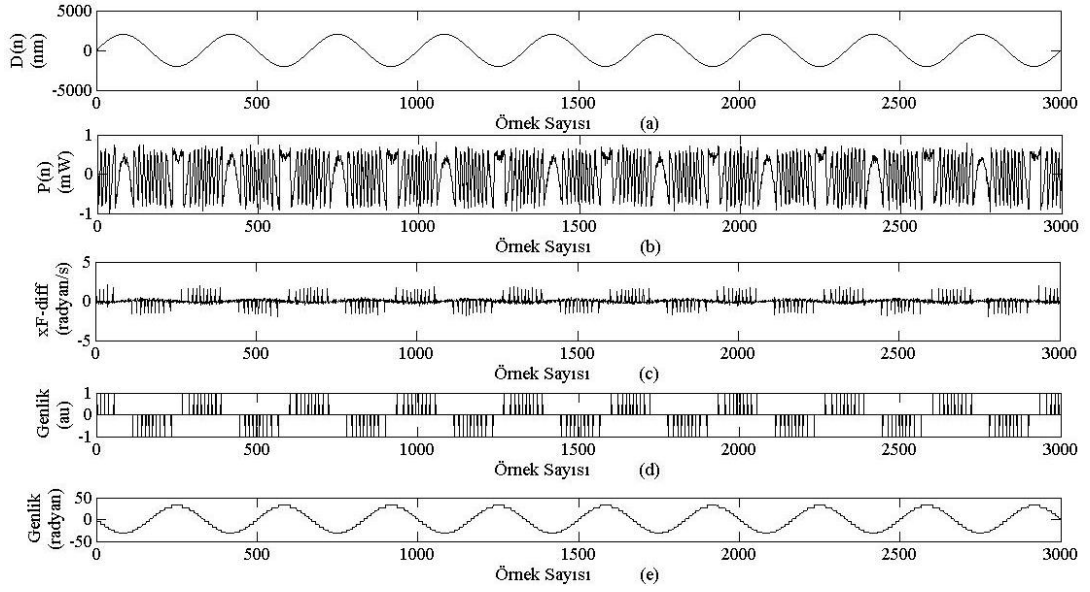 D(n)
(nm)
5000
0
-5000
0 500 1000 1500 2000 2500 3000
Örnek Sayısı (a)
P(n)
(mW)
1
0
-1
0 500 1000 1500 2000 2500 3000
Örnek Sayısı (b)
xF-diff
(radyan/s)
5
0
-5
0 500 1000 1500 2000 2500 3000
Örnek Sayısı (c)
Genlik
(au)
1
0
-1
0 500 1000 1500 2000 2500 3000
Örnek Sayısı (d)
Genlik
(radyan)
50
0
-50
0 500 1000 1500 2000 2500 3000
Örnek Sayısı (e)